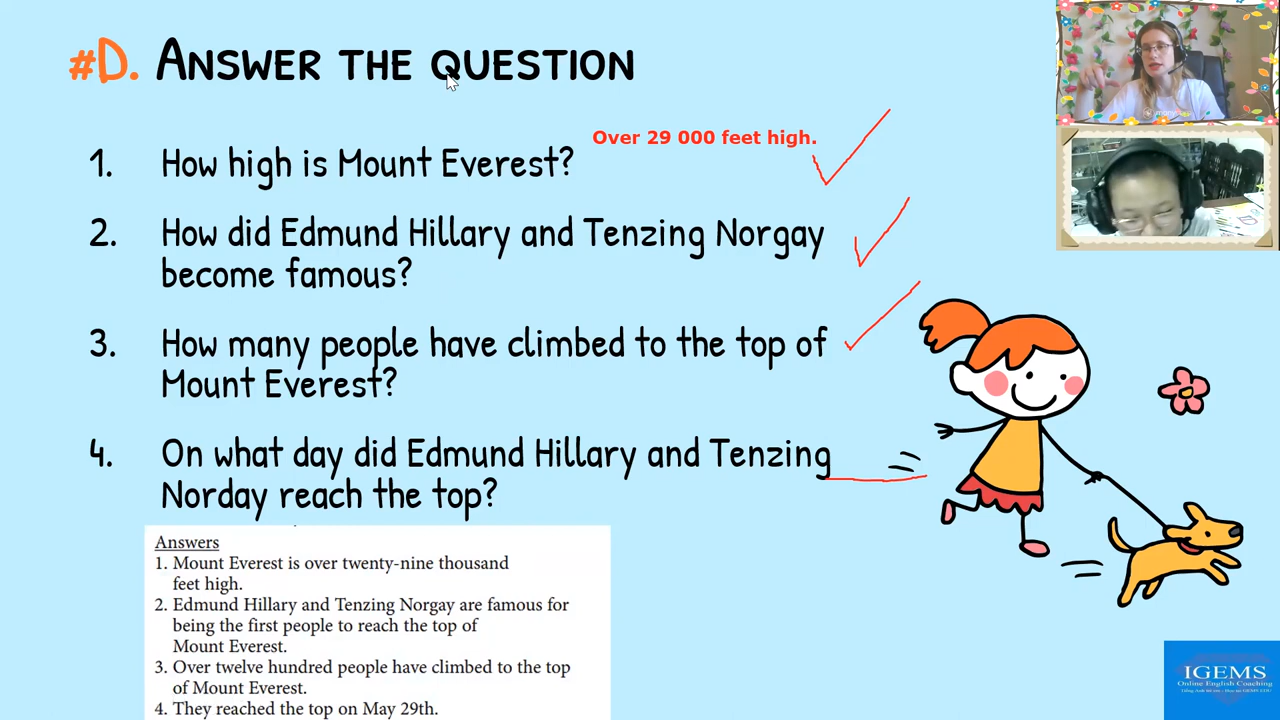 #D. ANSWER THE QUESTION
Over 29 000 feet high.
1. How high is Mount Everest?
2. How did Edmund Hillary and Tenzing Norgay
become famous?
3. How many people have climbed to the top of
Mount Everest?
4. On what day did Edmund Hillary and Tenzing
Norday reach the top?
Answers
1. Mount Everest is over twenty-nine thousand
feet high.
2. Edmund Hillary and Tenzing Norgay are famous for
being the first people to reach the top of
Mount Everest.
3. Over twelve hundred people have climbed to the top
of Mount Everest.
4. They reached the top on May 29th.
IGEMS
Online English Coaching